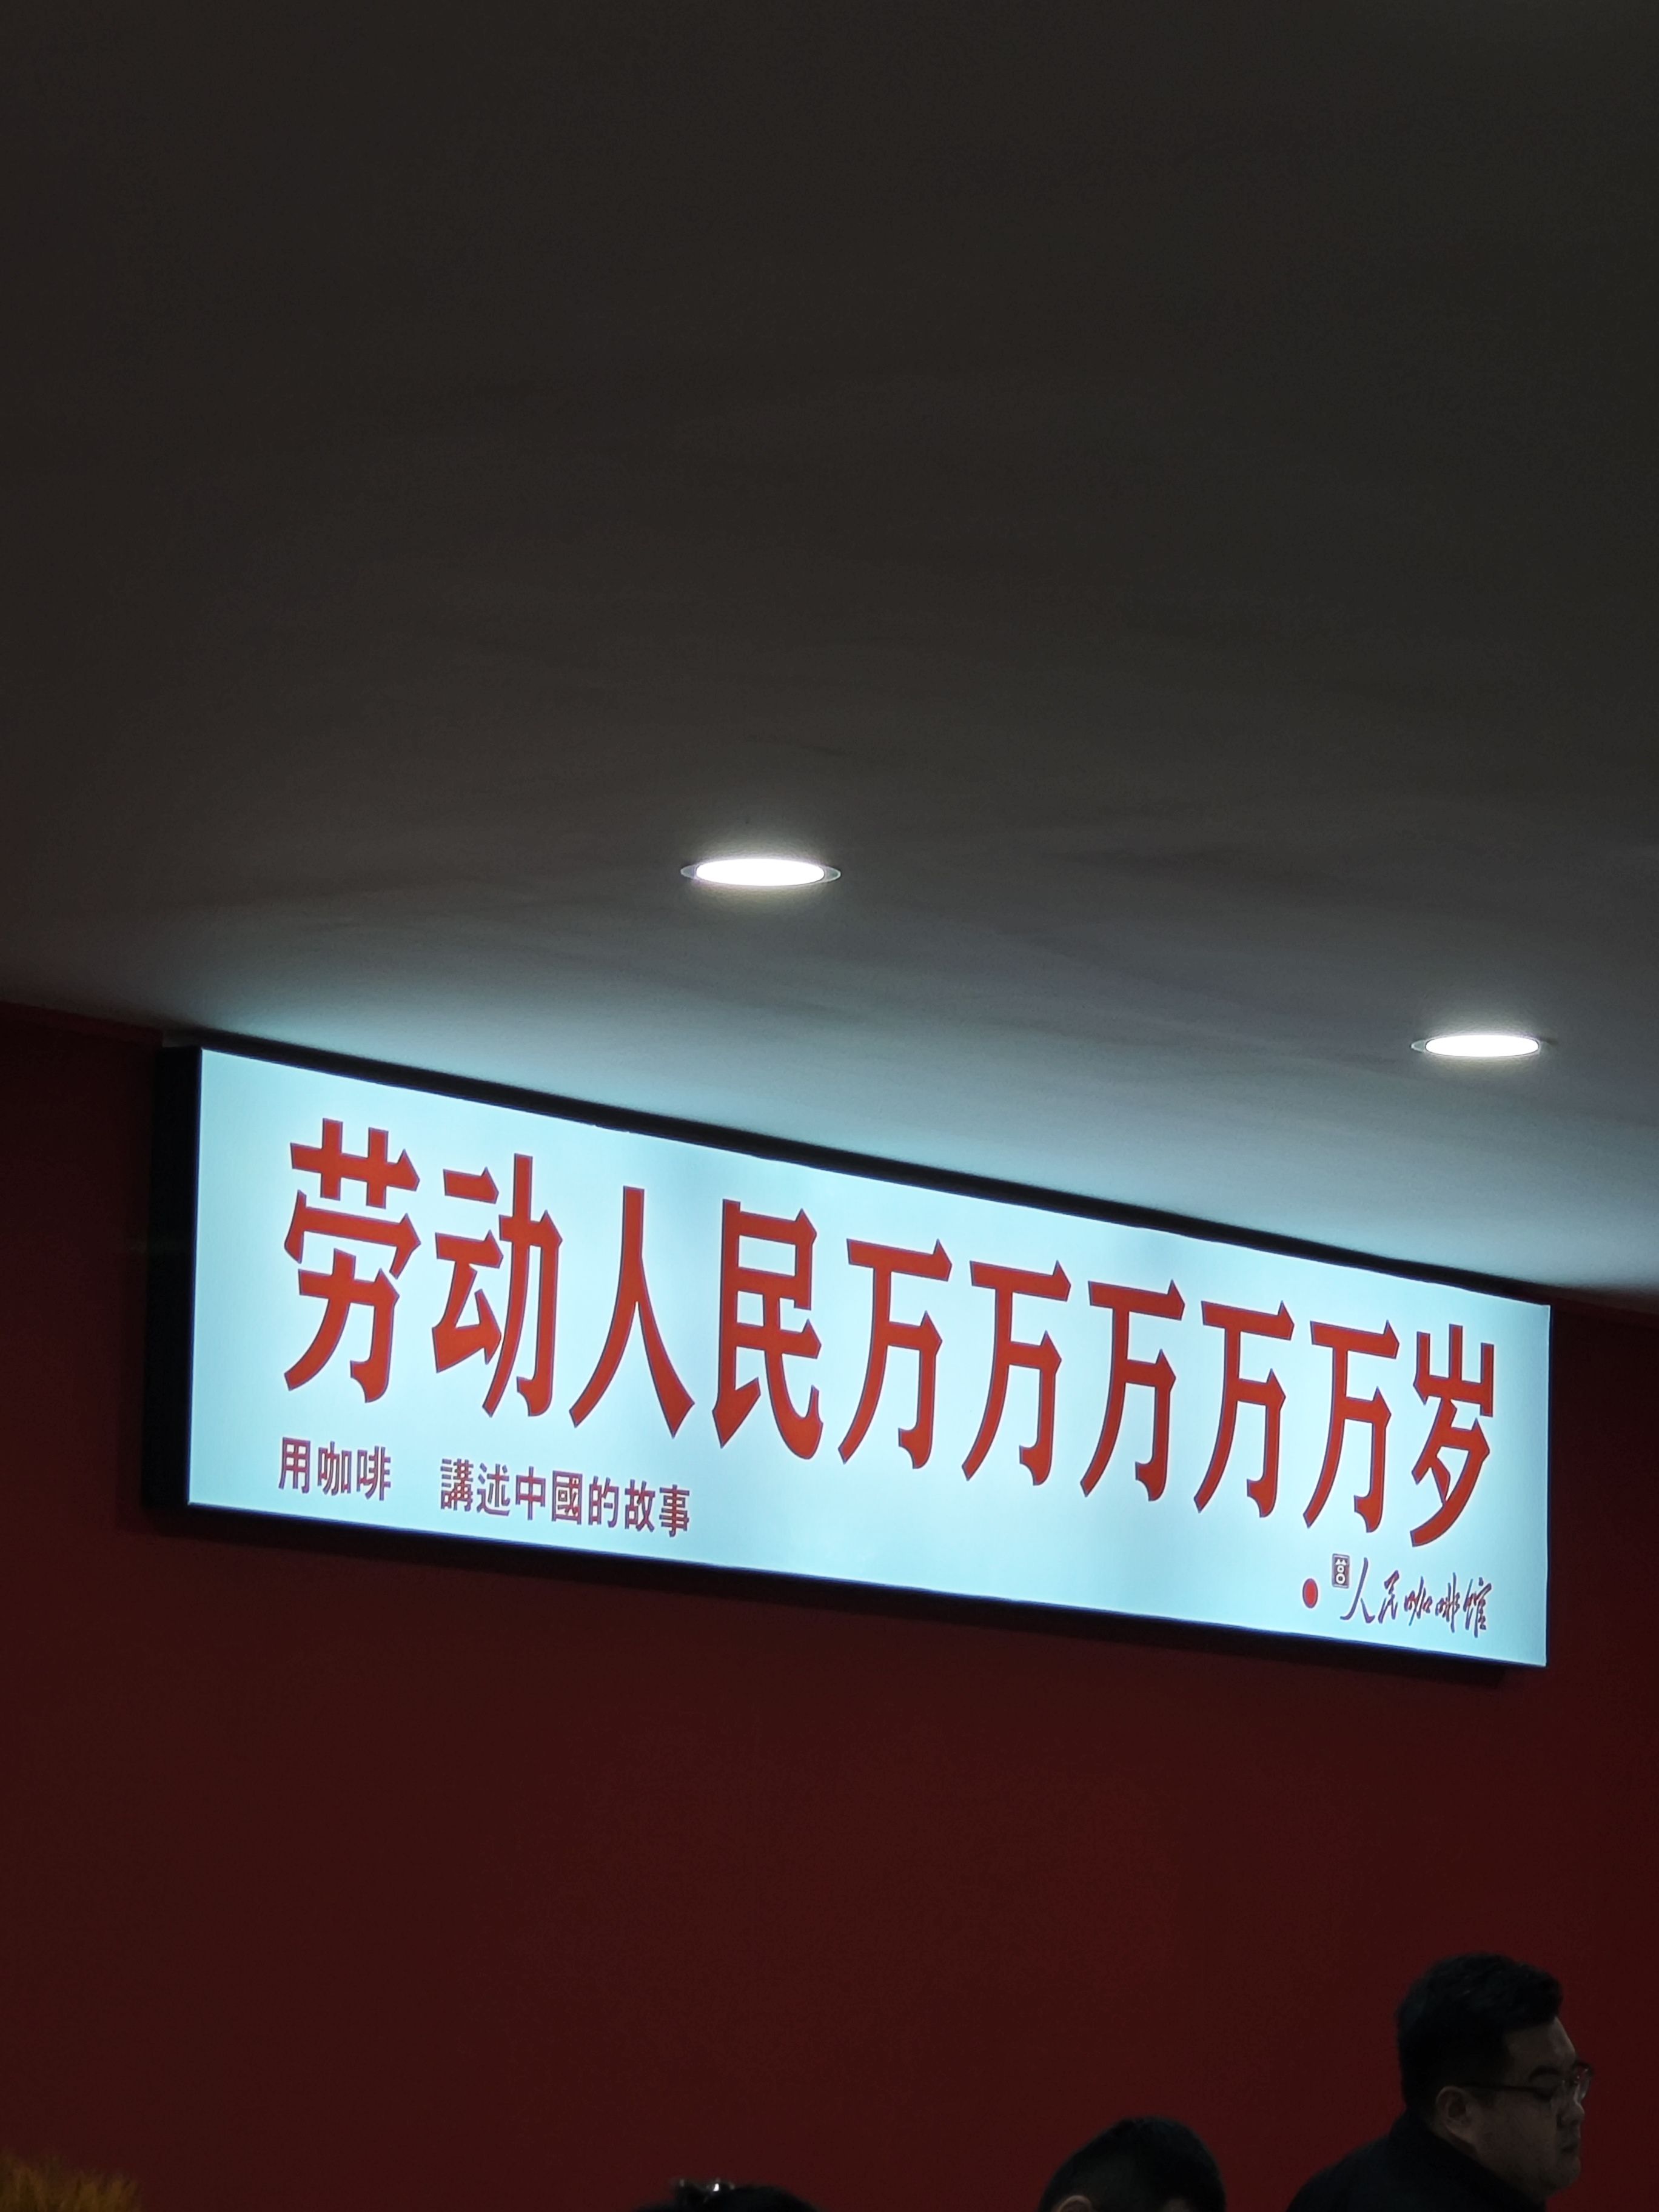 劳动人民万万万万万岁
用咖啡 講述中國的故事
人民咖啡馆